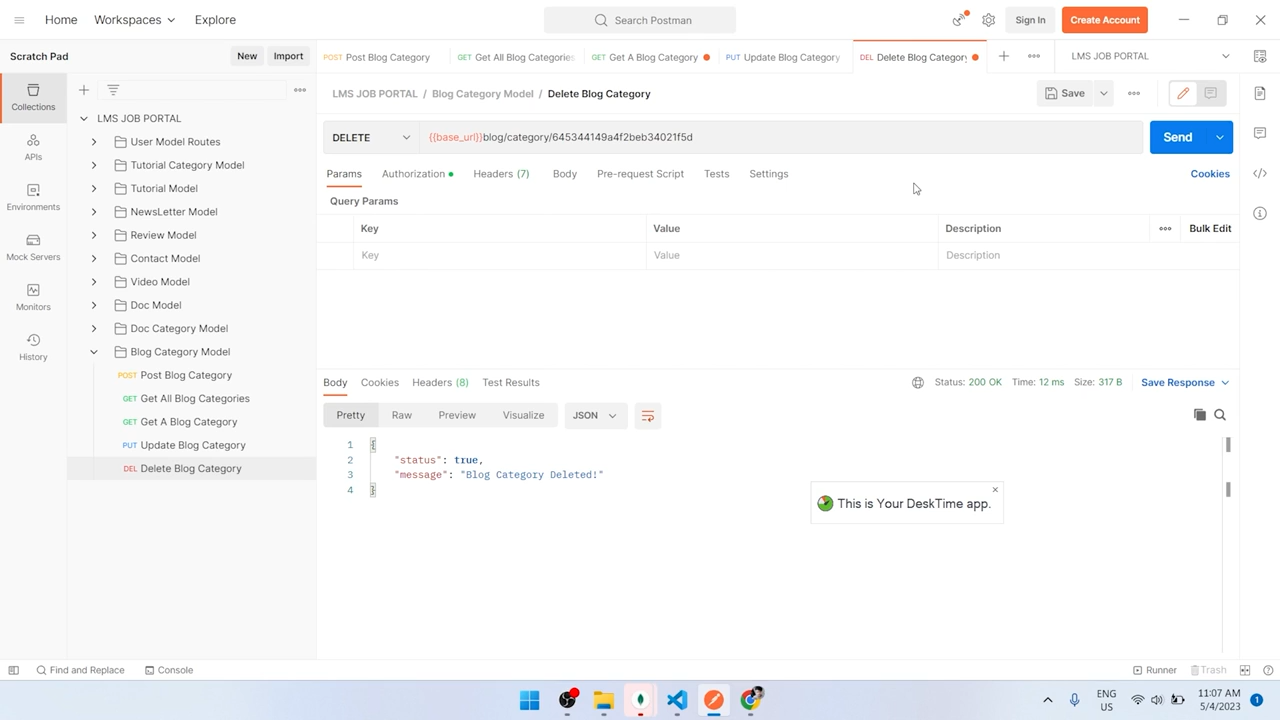 Home Workspaces Explore Search Postman Sign In Create Account
Scratch Pad New Import
POST Post Blog Category GET Get All Blog Categories GET Get A Blog Category PUT Update Blog Category DEL Delete Blog Category LMS JOB PORTAL
Collections
APIs
Environments
Mock Servers
Monitors
History
LMS JOB PORTAL
User Model Routes
Tutorial Category Model
Tutorial Model
NewsLetter Model
Review Model
Contact Model
Video Model
Doc Model
Doc Category Model
Blog Category Model
POST Post Blog Category
GET Get All Blog Categories
GET Get A Blog Category
PUT Update Blog Category
DEL Delete Blog Category
LMS JOB PORTAL / Blog Category Model / Delete Blog Category Save
DELETE {{base_url}}blog/category/645344149a4f2beb34021f5d Send
Params Authorization Headers (7) Body Pre-request Script Tests Settings Cookies
Query Params
Key Value Description Bulk Edit
Key Value Description
Body Cookies Headers (8) Test Results Status: 200 OK Time: 12 ms Size: 317 B Save Response
Pretty Raw Preview Visualize JSON
1 {
2 "status": true,
3 "message": "Blog Category Deleted!"
4 }
This is Your DeskTime app.
Find and Replace Console Runner Trash
ENG
US
11:07 AM
5/4/2023
1